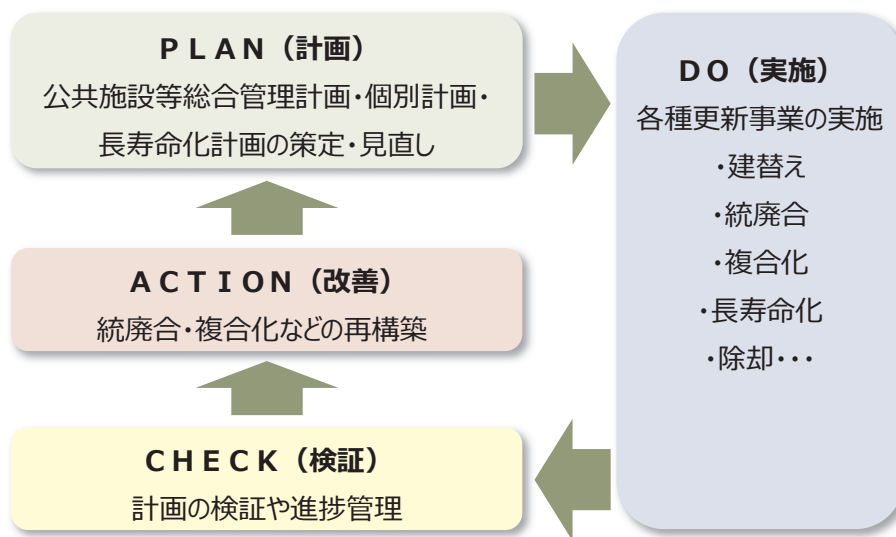 PLAN（計画）
公共施設等総合管理計画・個別計画・
長寿命化計画の策定・見直し
DO（実施）
各種更新事業の実施
・建替え
・統廃合
・複合化
・長寿命化
・除却・・・
ACTION（改善）
統廃合・複合化などの再構築
CHECK（検証）
計画の検証や進捗管理